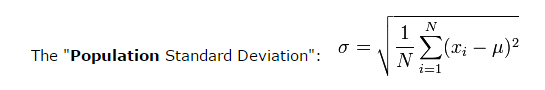 The "Population Standard Deviation": σ = √(1/N ∑_{i=1}^{N} (x_i − μ)²)